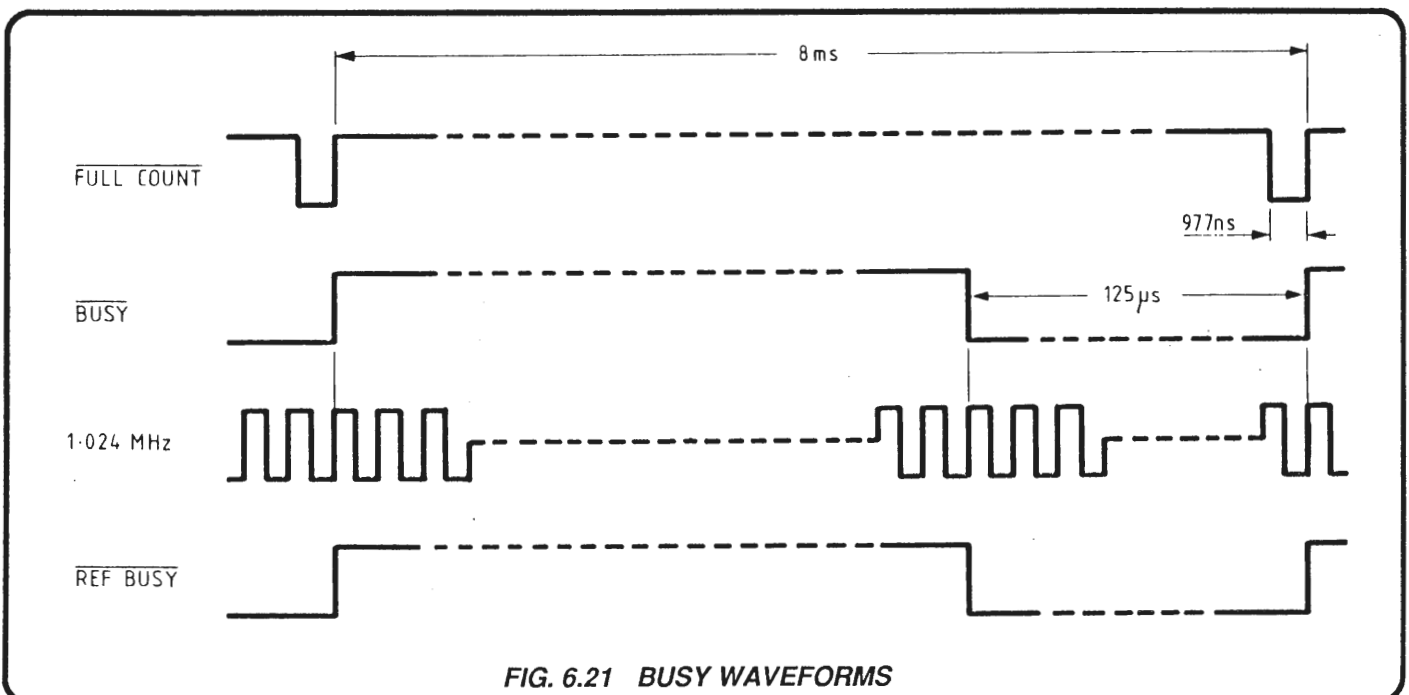 8ms
FULL COUNT
977ns
BUSY
125µs
1·024 MHz
REF BUSY
FIG. 6.21 BUSY WAVEFORMS